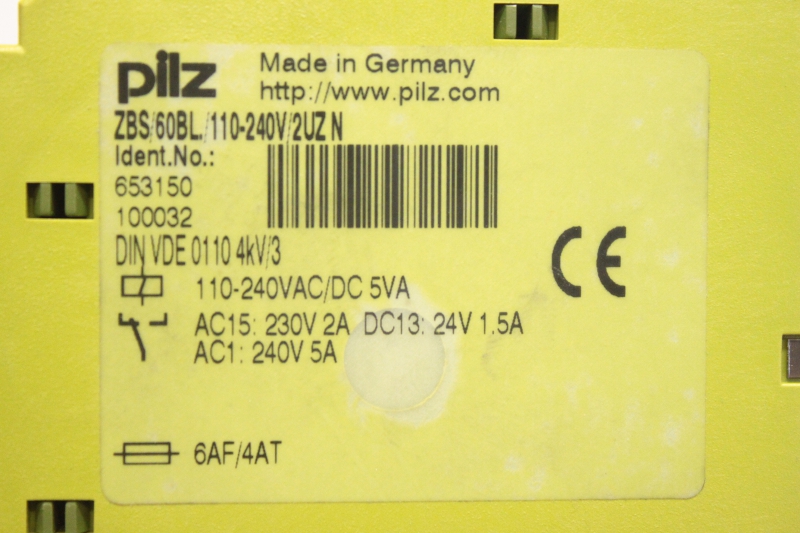 pilz
Made in Germany
http://www.pilz.com
ZBS/60BL./110-240V/2UZ N
Ident.No.:
653150
100032
DIN VDE 0110 4kV/3
110-240VAC/DC 5VA
AC15: 230V 2A DC13: 24V 1.5A
AC1: 240V 5A
6AF/4AT
CE